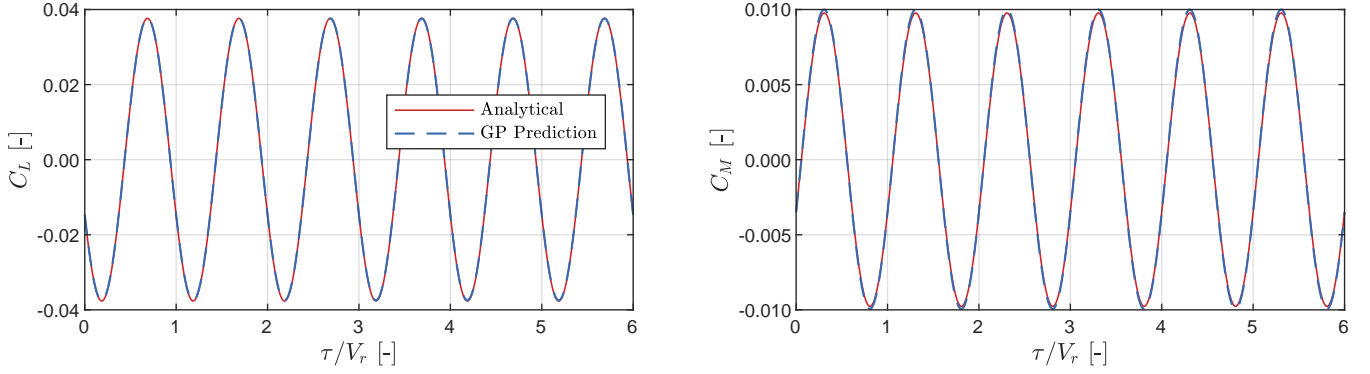 0.04
0.02
0.00
-0.02
-0.04
C_L [-]
0 1 2 3 4 5 6
τ/V_r [-]
Analytical
GP Prediction
0.010
0.005
0.000
-0.005
-0.010
C_M [-]
0 1 2 3 4 5 6
τ/V_r [-]